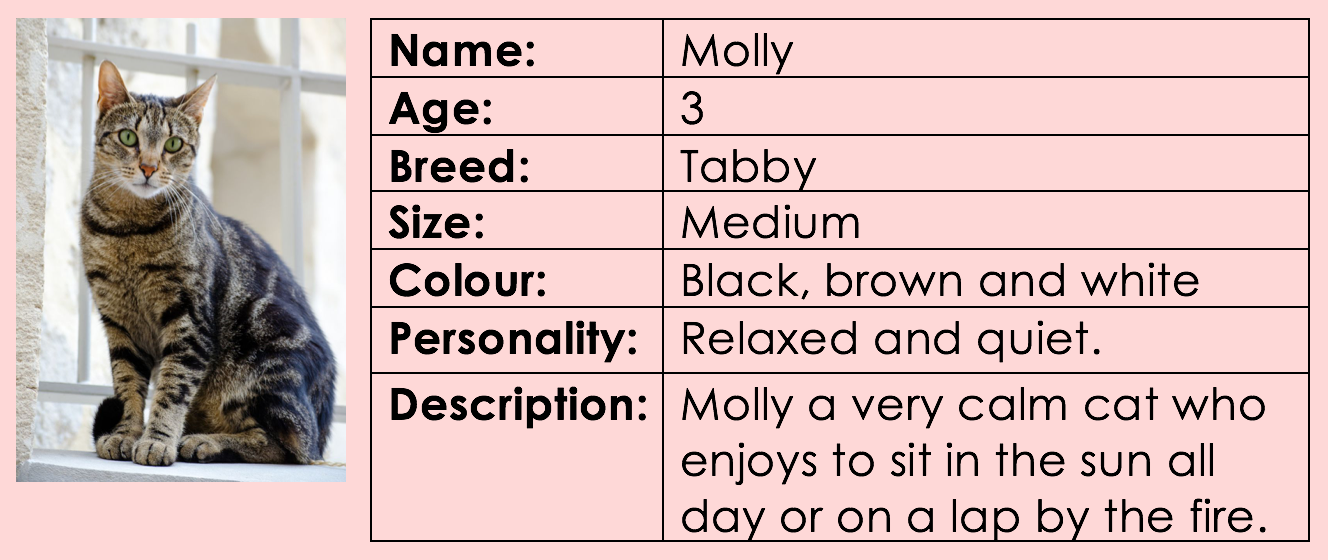 Name: Molly
Age: 3
Breed: Tabby
Size: Medium
Colour: Black, brown and white
Personality: Relaxed and quiet.
Description: Molly a very calm cat who
enjoys to sit in the sun all
day or on a lap by the fire.